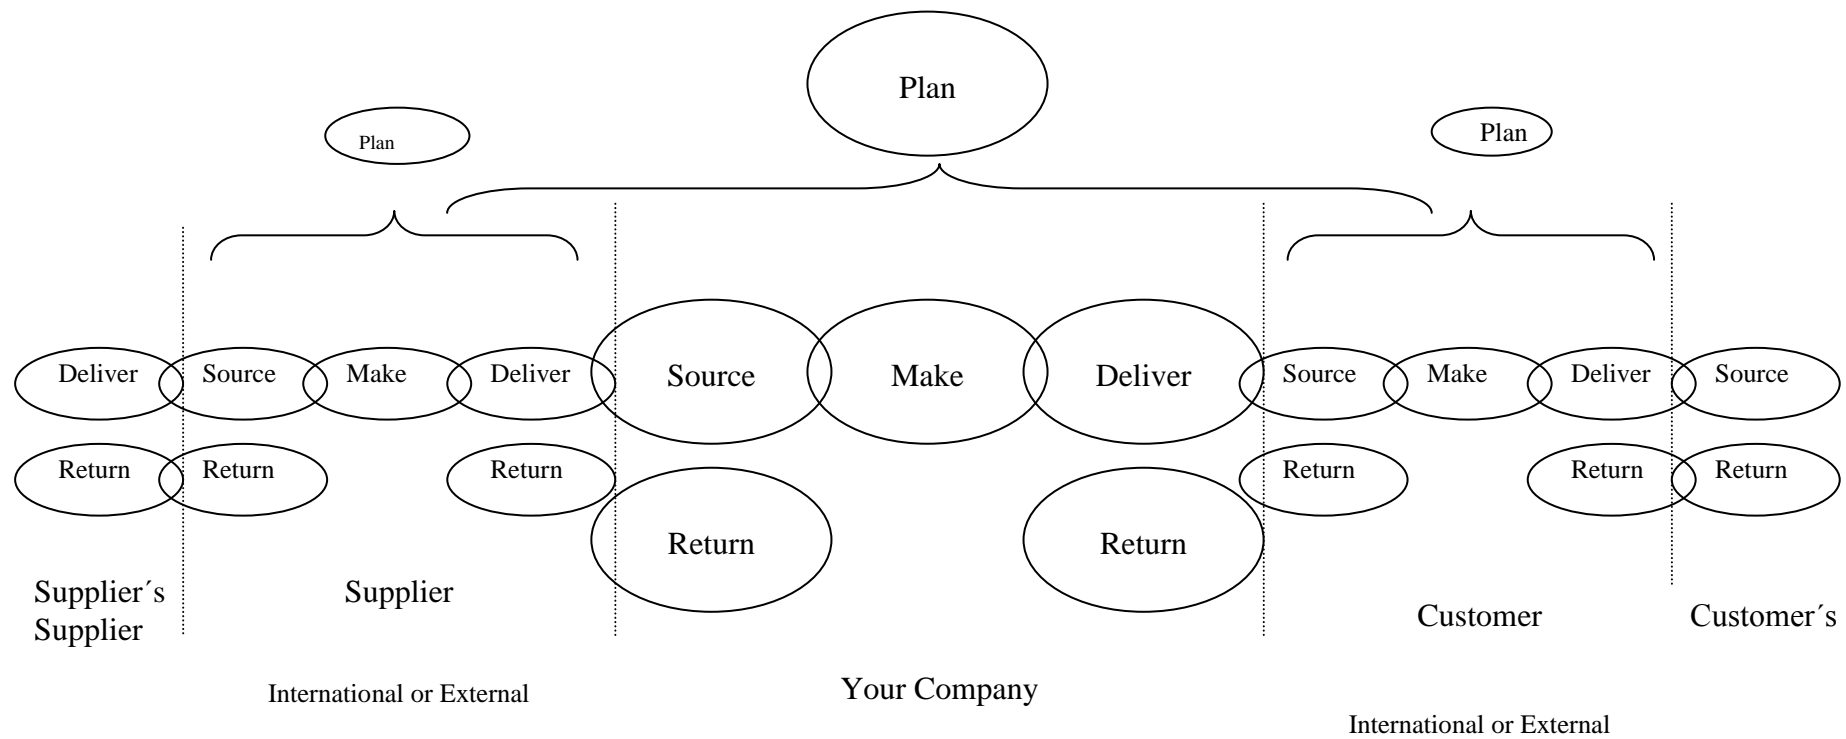 Plan
Plan
Plan
Deliver
Source
Make
Deliver
Source
Make
Deliver
Source
Make
Deliver
Source
Return
Return
Return
Return
Return
Return
Return
Return
Supplier´s
Supplier
Supplier
Customer
Customer´s
International or External
Your Company
International or External